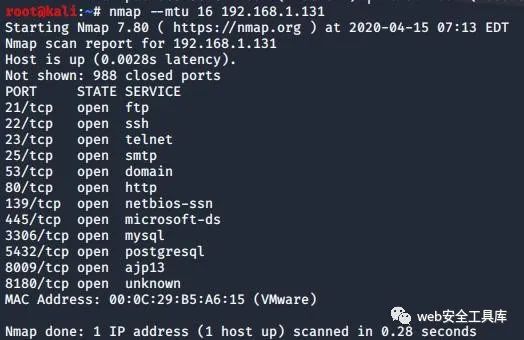 root@kali:~# nmap --mtu 16 192.168.1.131
Starting Nmap 7.80 ( https://nmap.org ) at 2020-04-15 07:13 EDT
Nmap scan report for 192.168.1.131
Host is up (0.0028s latency).
Not shown: 988 closed ports
PORT     STATE SERVICE
21/tcp   open  ftp
22/tcp   open  ssh
23/tcp   open  telnet
25/tcp   open  smtp
53/tcp   open  domain
80/tcp   open  http
139/tcp  open  netbios-ssn
445/tcp  open  microsoft-ds
3306/tcp open  mysql
5432/tcp open  postgresql
8009/tcp open  ajp13
8180/tcp open  unknown
MAC Address: 00:0C:29:B5:A6:15 (VMware)
web安全工具库
Nmap done: 1 IP address (1 host up) scanned in 0.28 seconds